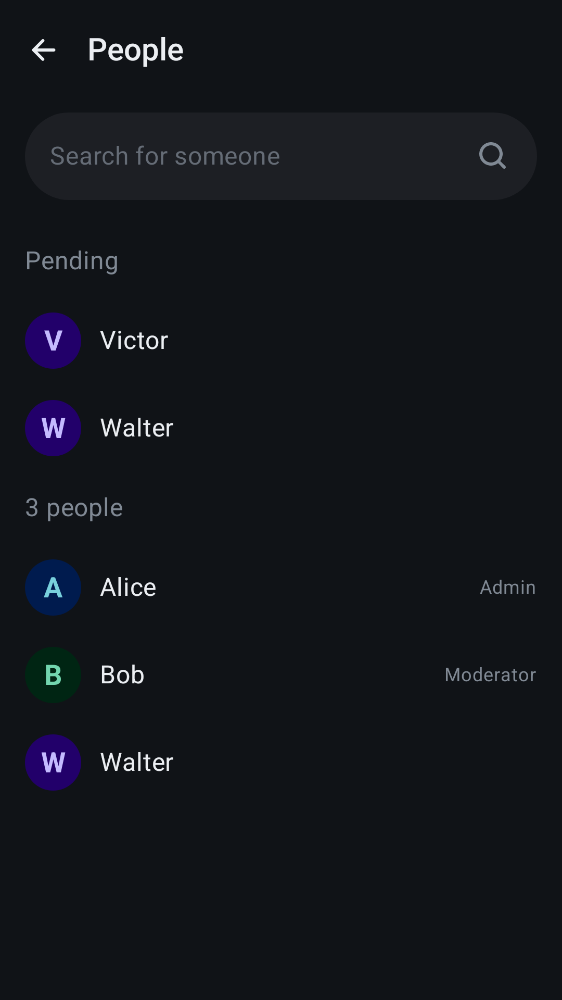 People
Search for someone
Pending
V Victor
W Walter
3 people
A Alice Admin
B Bob Moderator
W Walter